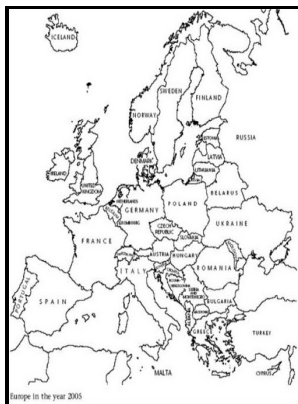 ICELAND
SWEDEN
FINLAND
NORWAY
RUSSIA
ESTONIA
LATVIA
DENMARK
LITHUANIA
IRELAND
UNITED
KINGDOM
BELARUS
NETHERLANDS
POLAND
GERMANY
UKRAINE
LUXEMBOURG
CZECH
REPUBLIC
SLOVAKIA
FRANCE
AUSTRIA
HUNGARY
ROMANIA
ITALY
BULGARIA
PORTUGAL
SPAIN
GREECE
TURKEY
MALTA
CYPRUS
Europe in the year 2005